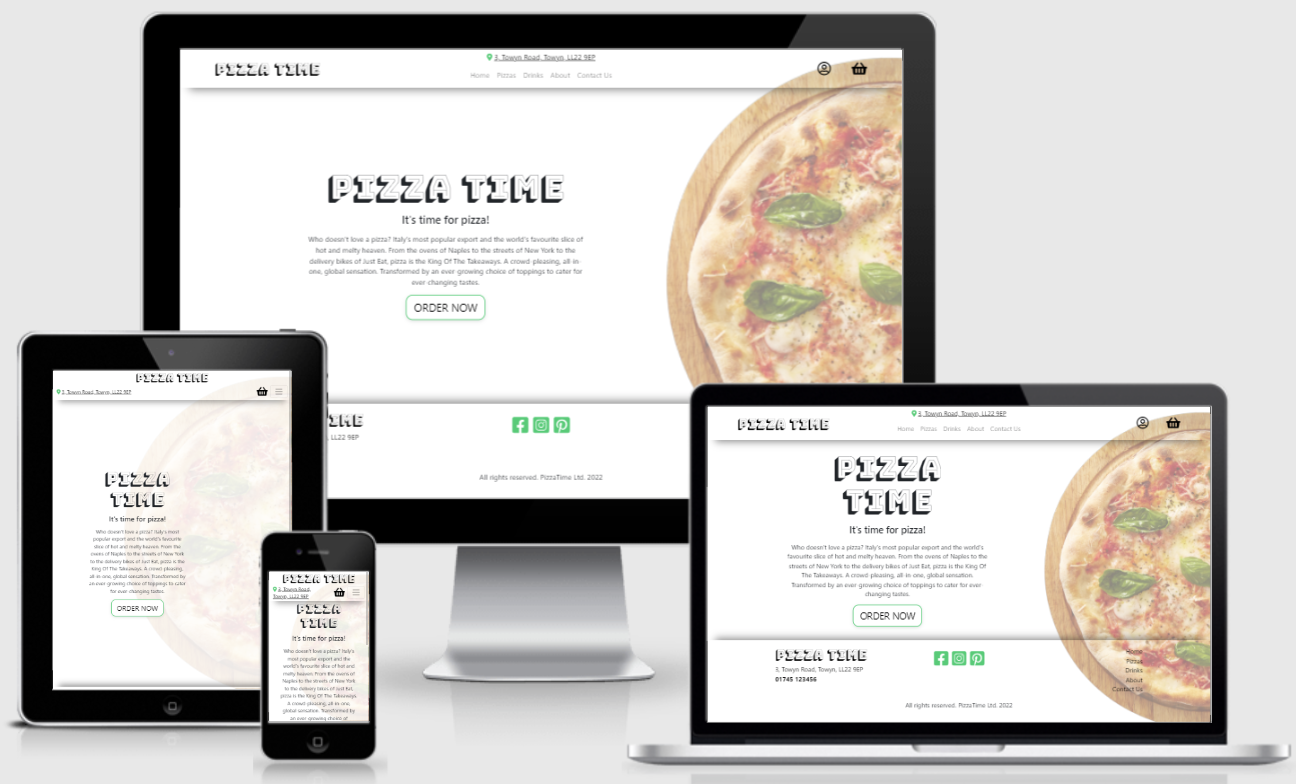 PIZZA TIME
3, Towyn Road, Towyn, LL22 9EP
Home Pizzas Drinks About Contact Us
PIZZA TIME
It's time for pizza!
Who doesn't love a pizza? Italy's most popular export and the world's favourite slice of
hot and melty heaven. From the ovens of Naples to the streets of New York to the
delivery bikes of Just Eat, pizza is the King Of The Takeaways. A crowd-pleasing, all-in-
one, global sensation. Transformed by an ever growing choice of toppings to cater for
ever changing tastes.
ORDER NOW
IME
LL22 9EP
All rights reserved. PizzaTime Ltd. 2022
PIZZA TIME
3, Towyn Road, Towyn, LL22 9EP
PIZZA
TIME
It's time for pizza!
Who doesn't love a pizza? Italy's most
popular export and the world's favourite
slice of hot and melty heaven. From the
ovens of Naples to the streets of New York
to the delivery bikes of Just Eat, pizza is the
King Of The Takeaways. A crowd-pleasing,
all-in-one, global sensation. Transformed by
an ever growing choice of toppings to cater
for ever changing tastes.
ORDER NOW
PIZZA TIME
3, Towyn Road,
Towyn, LL22 9EP
PIZZA
TIME
It's time for pizza!
Who doesn't love a pizza? Italy's
most popular export and the
world's favourite slice of hot and
melty heaven. From the ovens of
Naples to the streets of New York
to the delivery bikes of Just Eat,
pizza is the King Of The Takeaways.
A crowd-pleasing, all-in-one,
global sensation. Transformed by
an ever growing choice of
PIZZA TIME
3, Towyn Road, Towyn, LL22 9EP
Home Pizzas Drinks About Contact Us
PIZZA
TIME
It's time for pizza!
Who doesn't love a pizza? Italy's most popular export and the world's
favourite slice of hot and melty heaven. From the ovens of Naples to the
streets of New York to the delivery bikes of Just Eat, pizza is the King Of
The Takeaways. A crowd-pleasing, all-in-one, global sensation.
Transformed by an ever growing choice of toppings to cater for ever
changing tastes.
ORDER NOW
PIZZA TIME
3, Towyn Road, Towyn, LL22 9EP
01745 123456
Home
Pizzas
Drinks
About
Contact Us
All rights reserved. PizzaTime Ltd. 2022